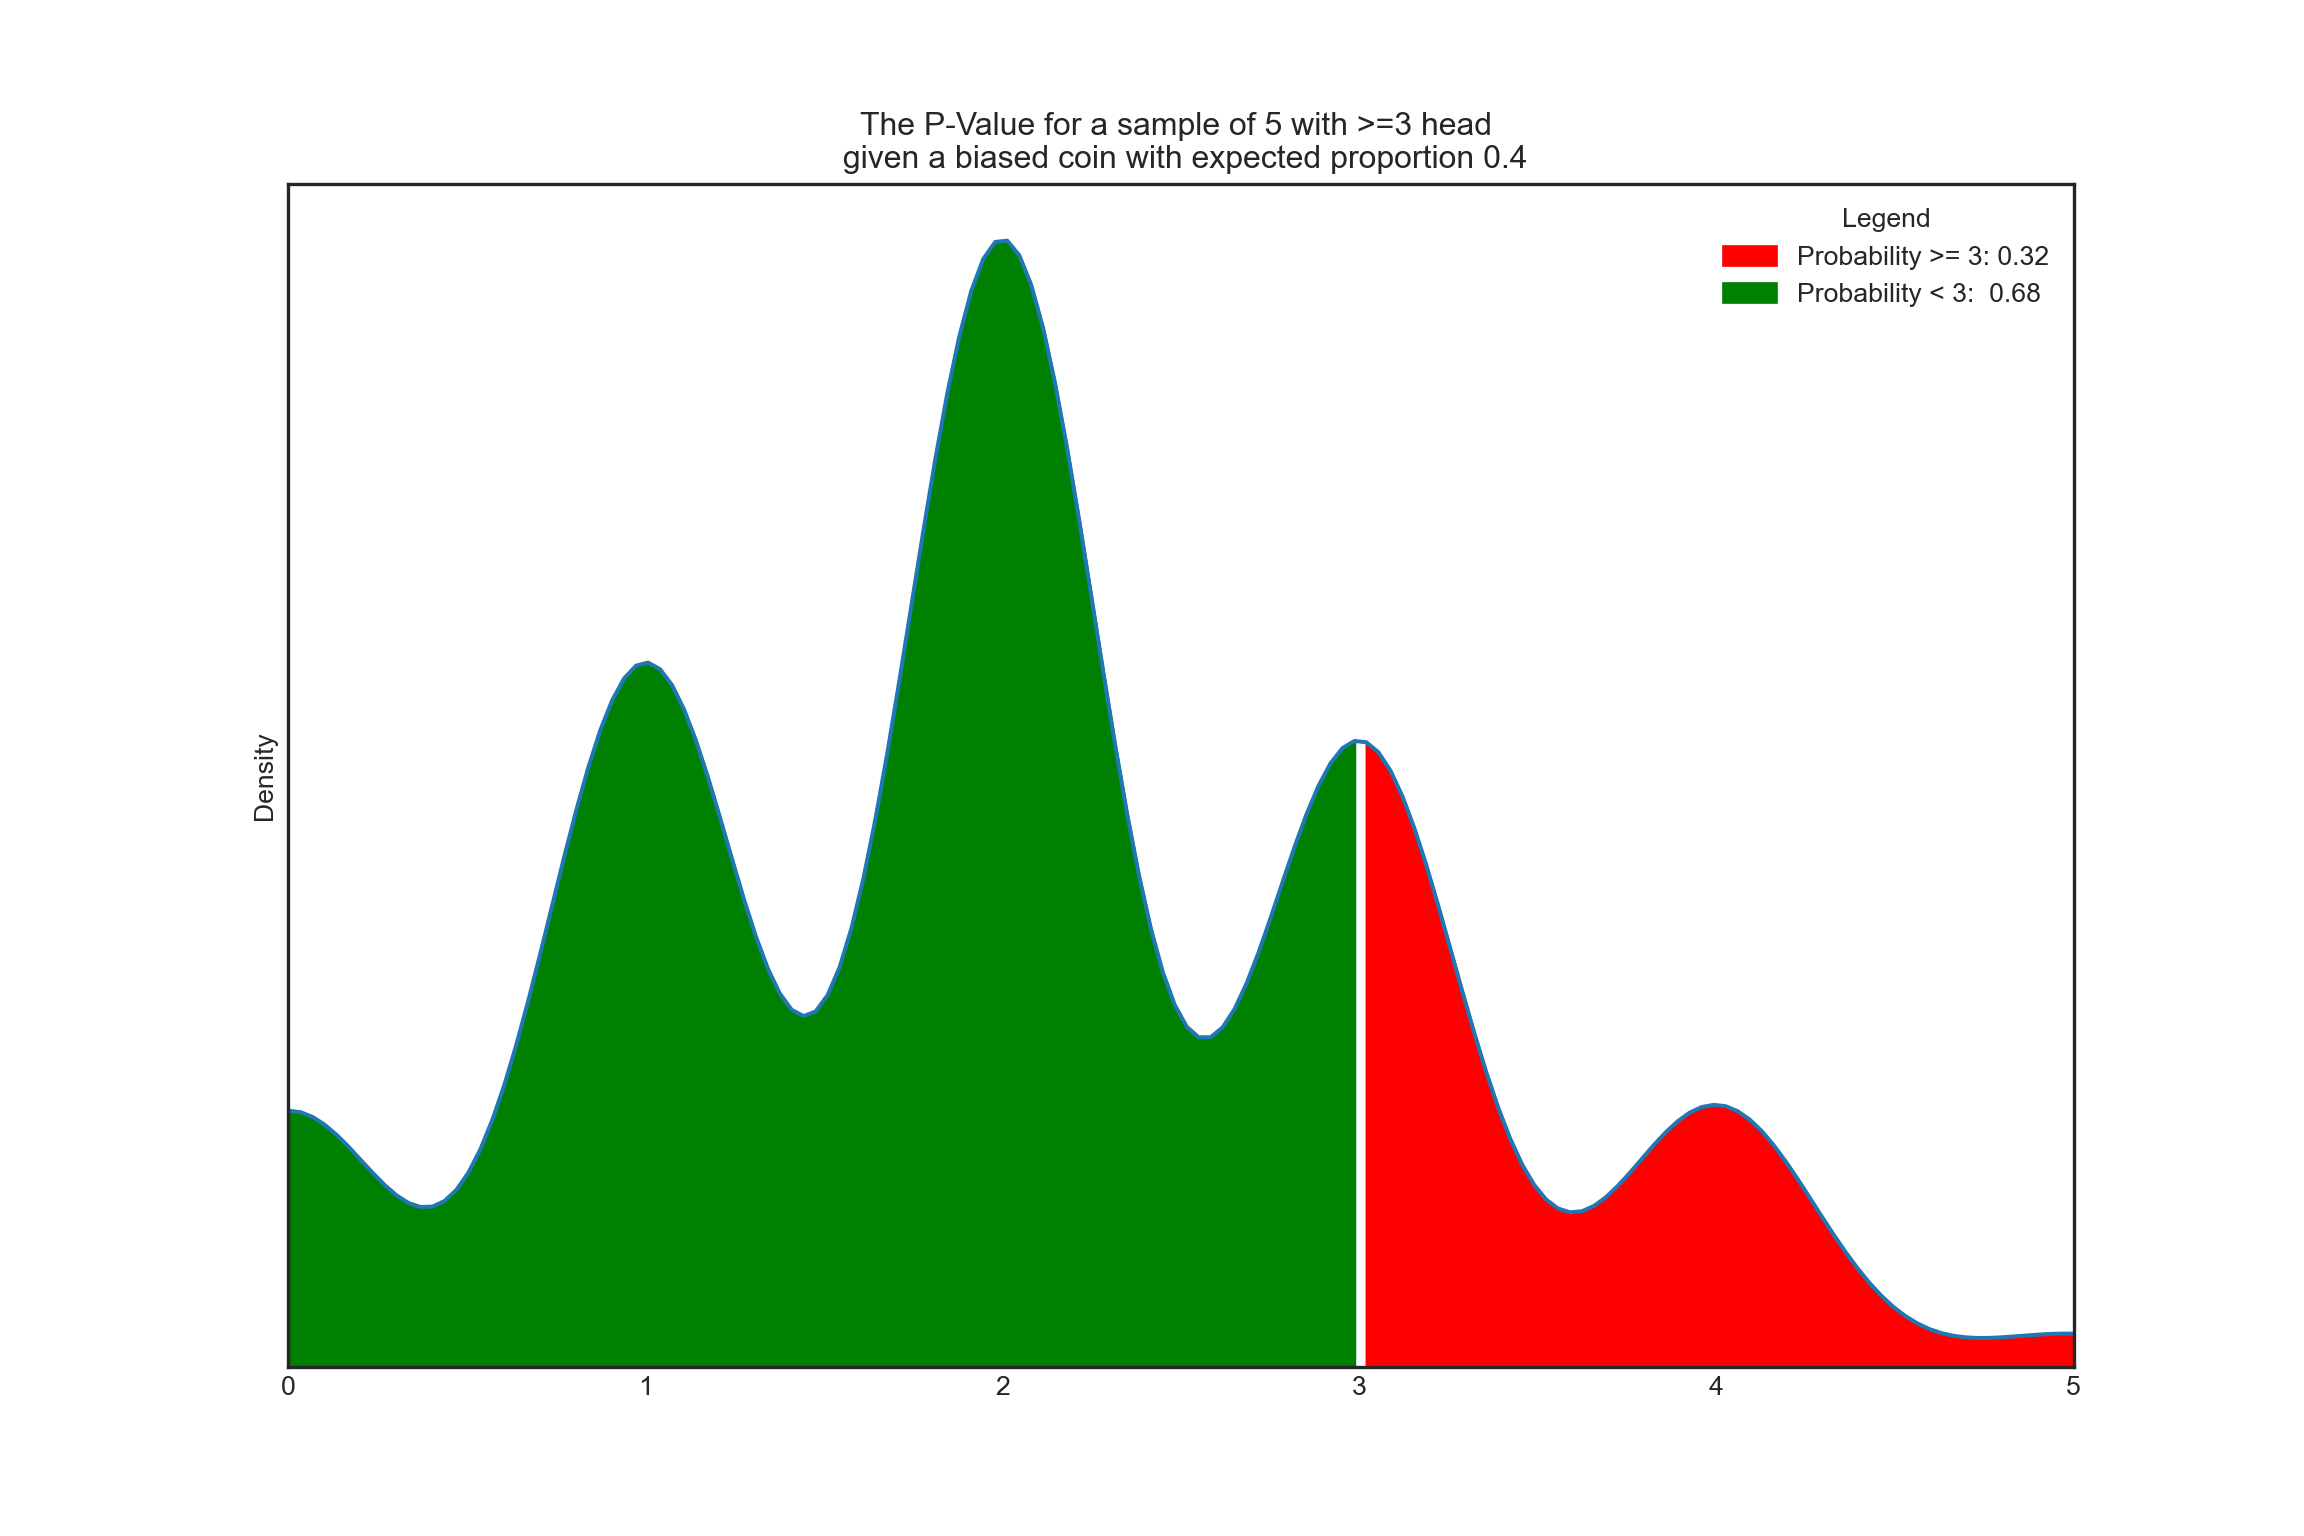 The P-Value for a sample of 5 with >=3 head
given a biased coin with expected proportion 0.4
Legend
Probability >= 3: 0.32
Probability < 3:  0.68
Density
0 1 2 3 4 5